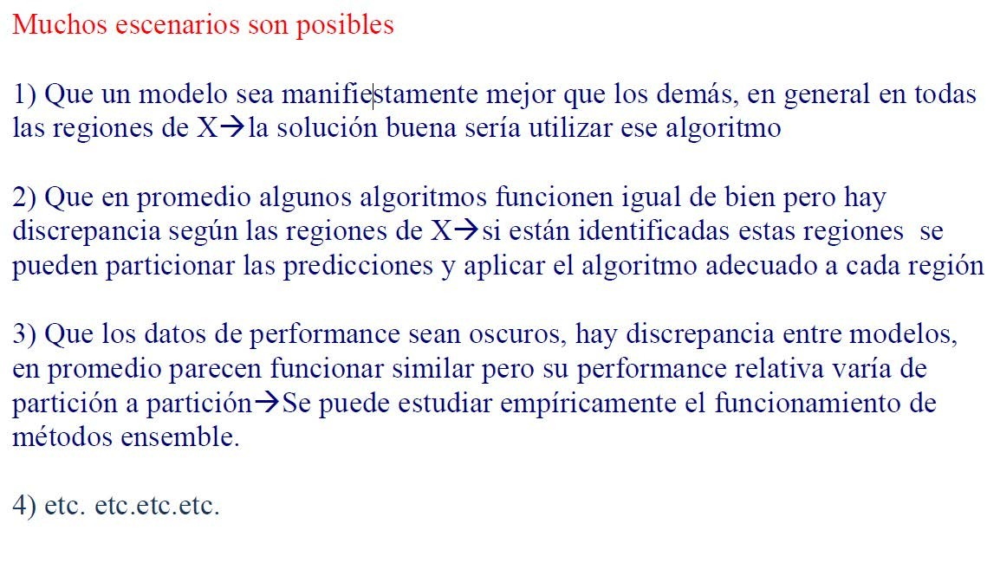 Muchos escenarios son posibles
1) Que un modelo sea manifiestamente mejor que los demás, en general en todas
las regiones de X→la solución buena sería utilizar ese algoritmo
2) Que en promedio algunos algoritmos funcionen igual de bien pero hay
discrepancia según las regiones de X→si están identificadas estas regiones  se
pueden particionar las predicciones y aplicar el algoritmo adecuado a cada región
3) Que los datos de performance sean oscuros, hay discrepancia entre modelos,
en promedio parecen funcionar similar pero su performance relativa varía de
partición a partición→Se puede estudiar empíricamente el funcionamiento de
métodos ensemble.
4) etc. etc.etc.etc.